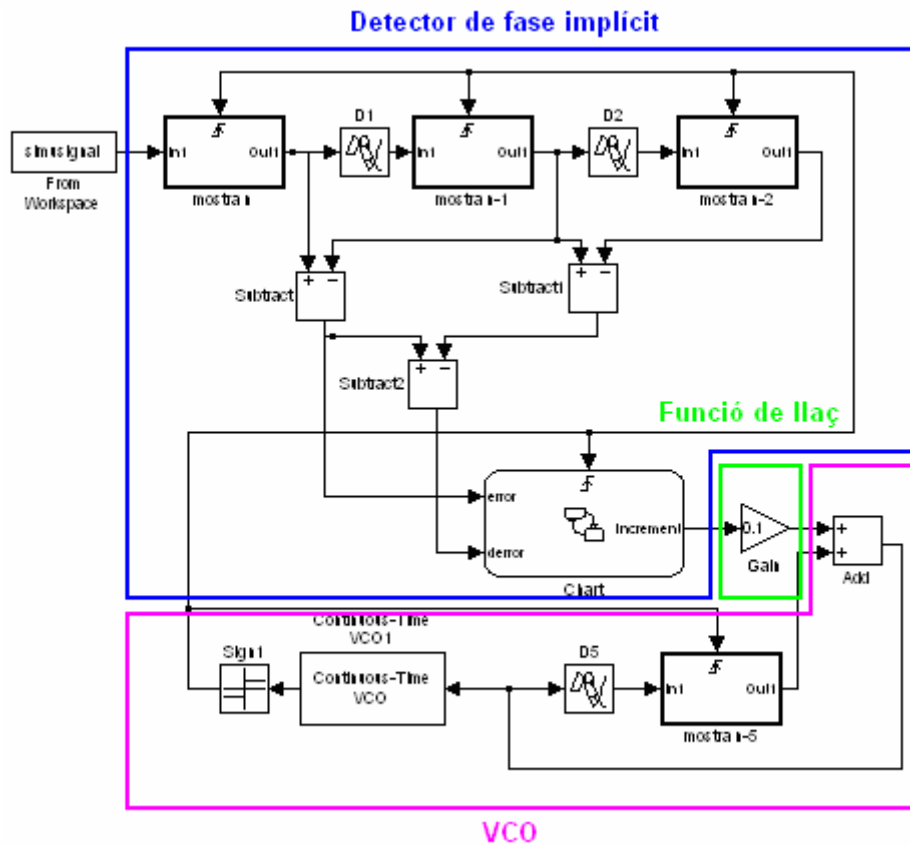 Detector de fase implícit
D1
D2
simusignal
From
Workspace
In1
Out1
mostra n
In1
Out1
mostra n-1
In1
Out1
mostra n-2
+
−
Subtract
+
−
Subtract1
+
−
Subtract2
Funció de llaç
error
derror
Increment
Chart
0.1
Gain
+
+
Add
Continuous-Time
VCO1
Sign1
Continuous-Time
VCO
D5
In1
Out1
mostra n-5
VCO